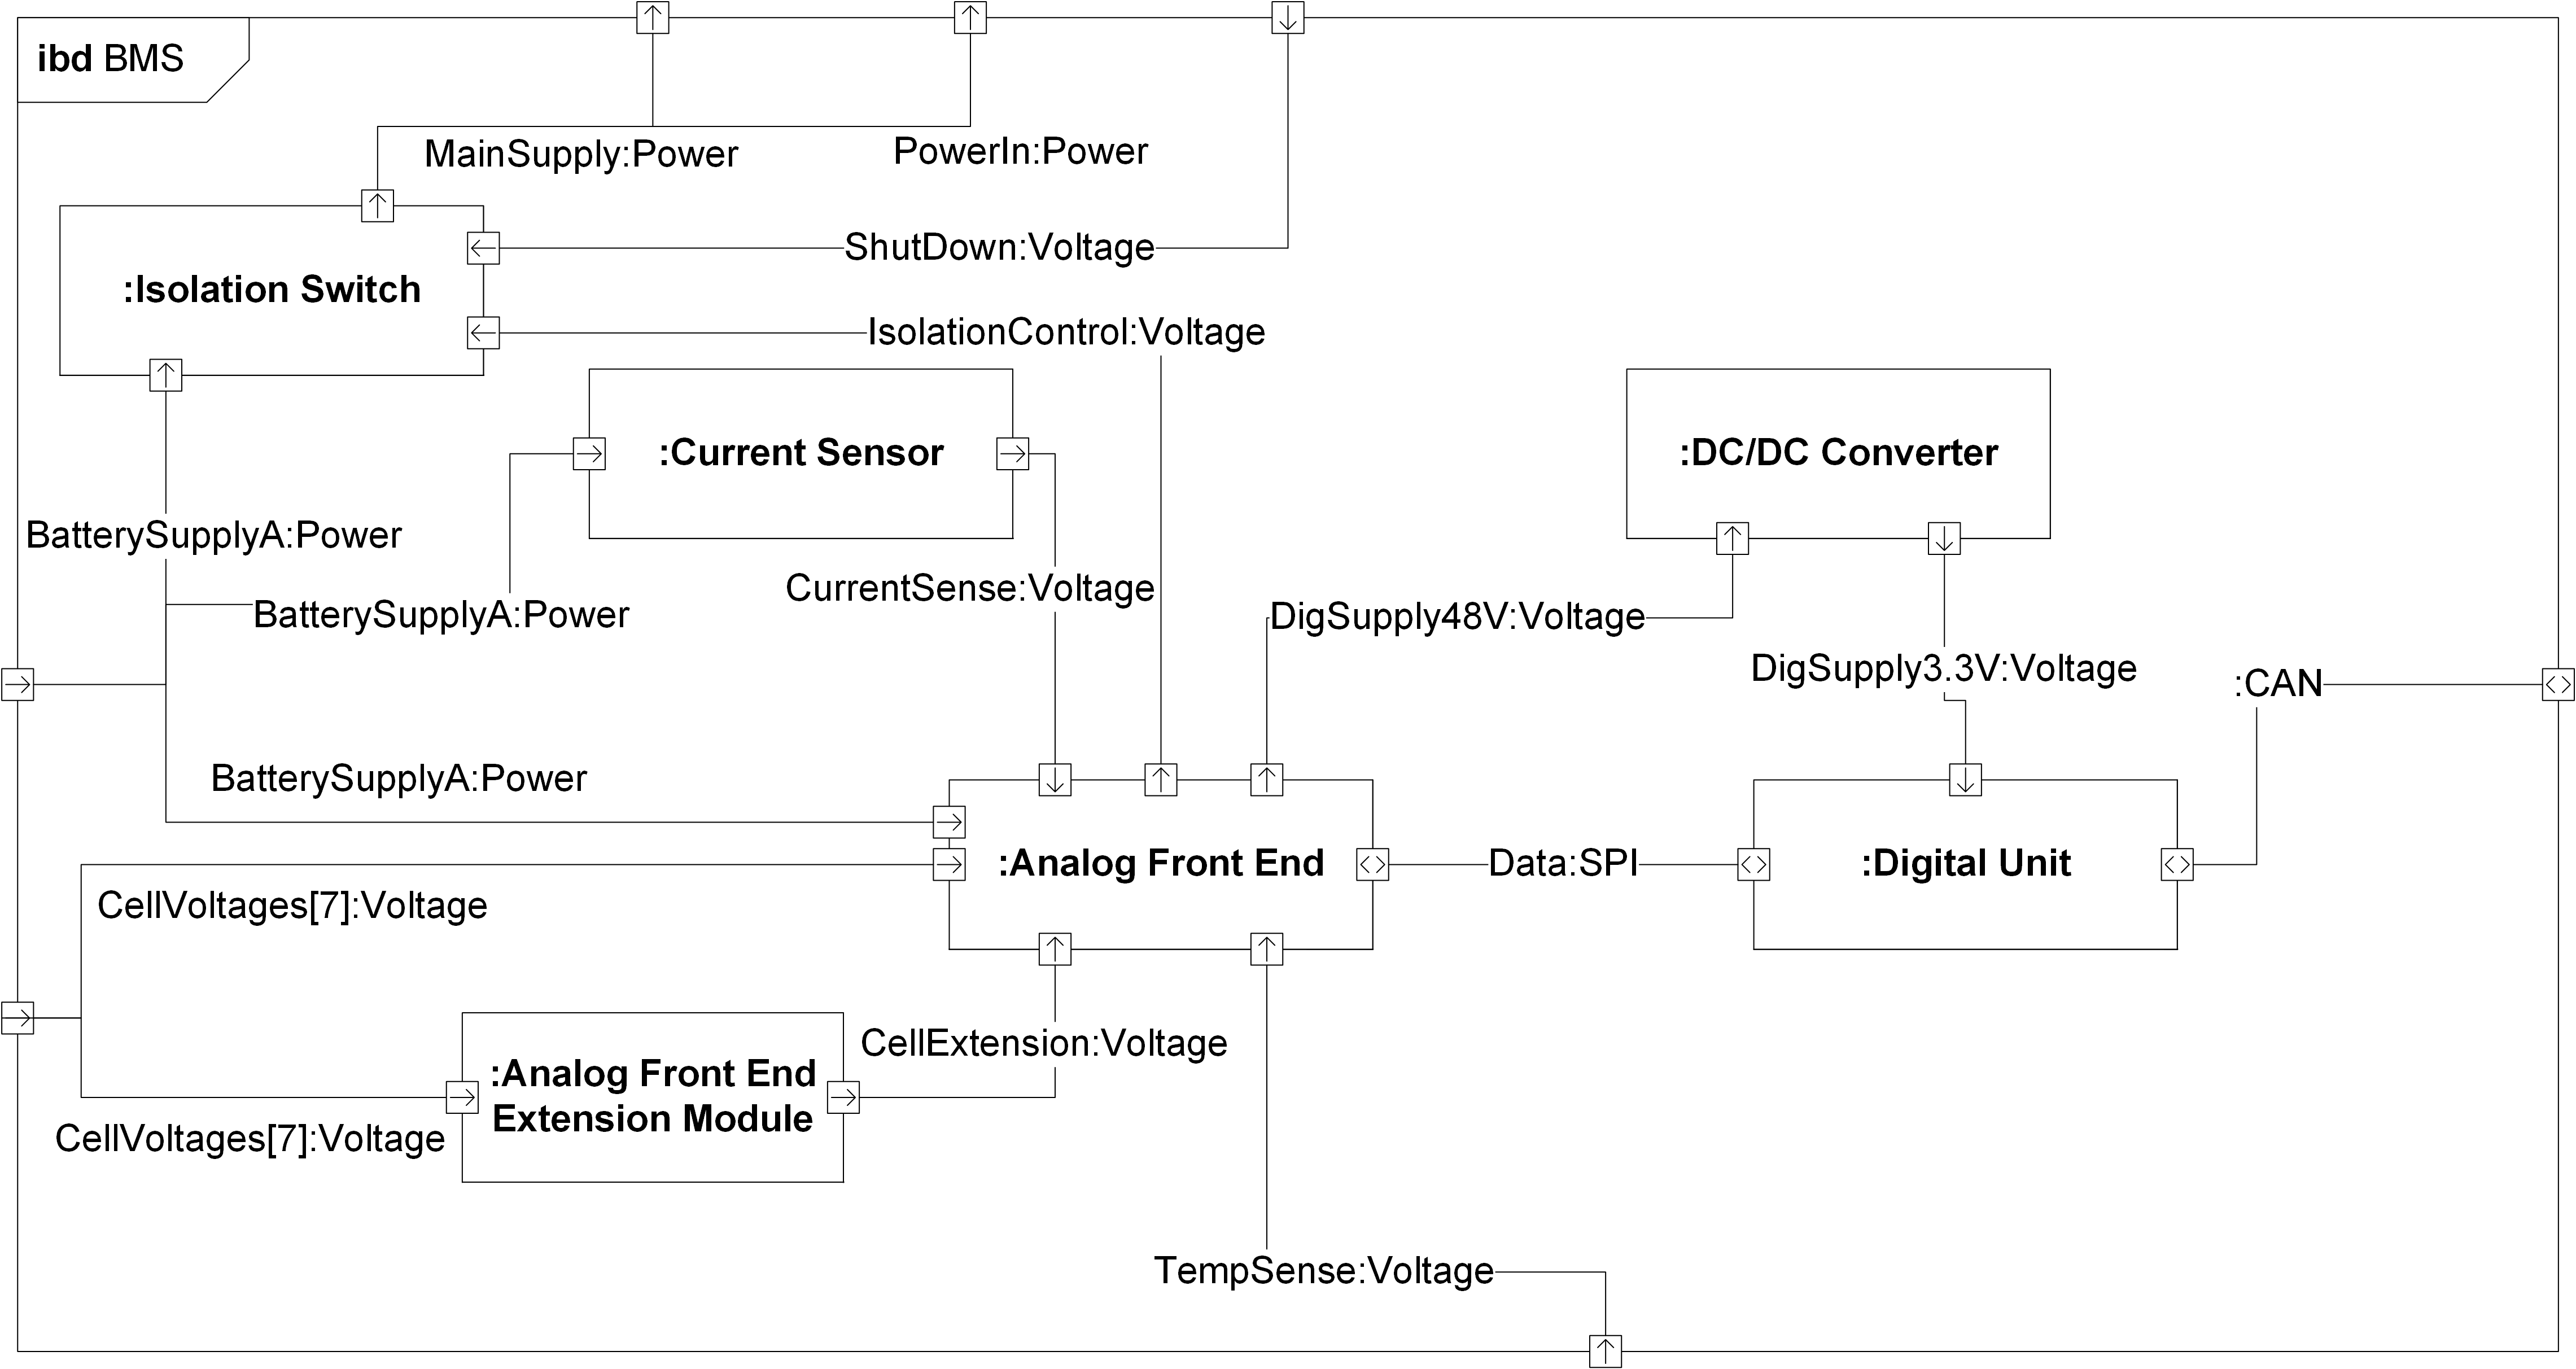 ibd BMS
MainSupply:Power
PowerIn:Power
ShutDown:Voltage
:Isolation Switch
IsolationControl:Voltage
:Current Sensor
:DC/DC Converter
BatterySupplyA:Power
BatterySupplyA:Power
CurrentSense:Voltage
DigSupply48V:Voltage
DigSupply3.3V:Voltage
:CAN
BatterySupplyA:Power
:Analog Front End
Data:SPI
:Digital Unit
CellVoltages[7]:Voltage
CellExtension:Voltage
:Analog Front End
Extension Module
CellVoltages[7]:Voltage
TempSense:Voltage